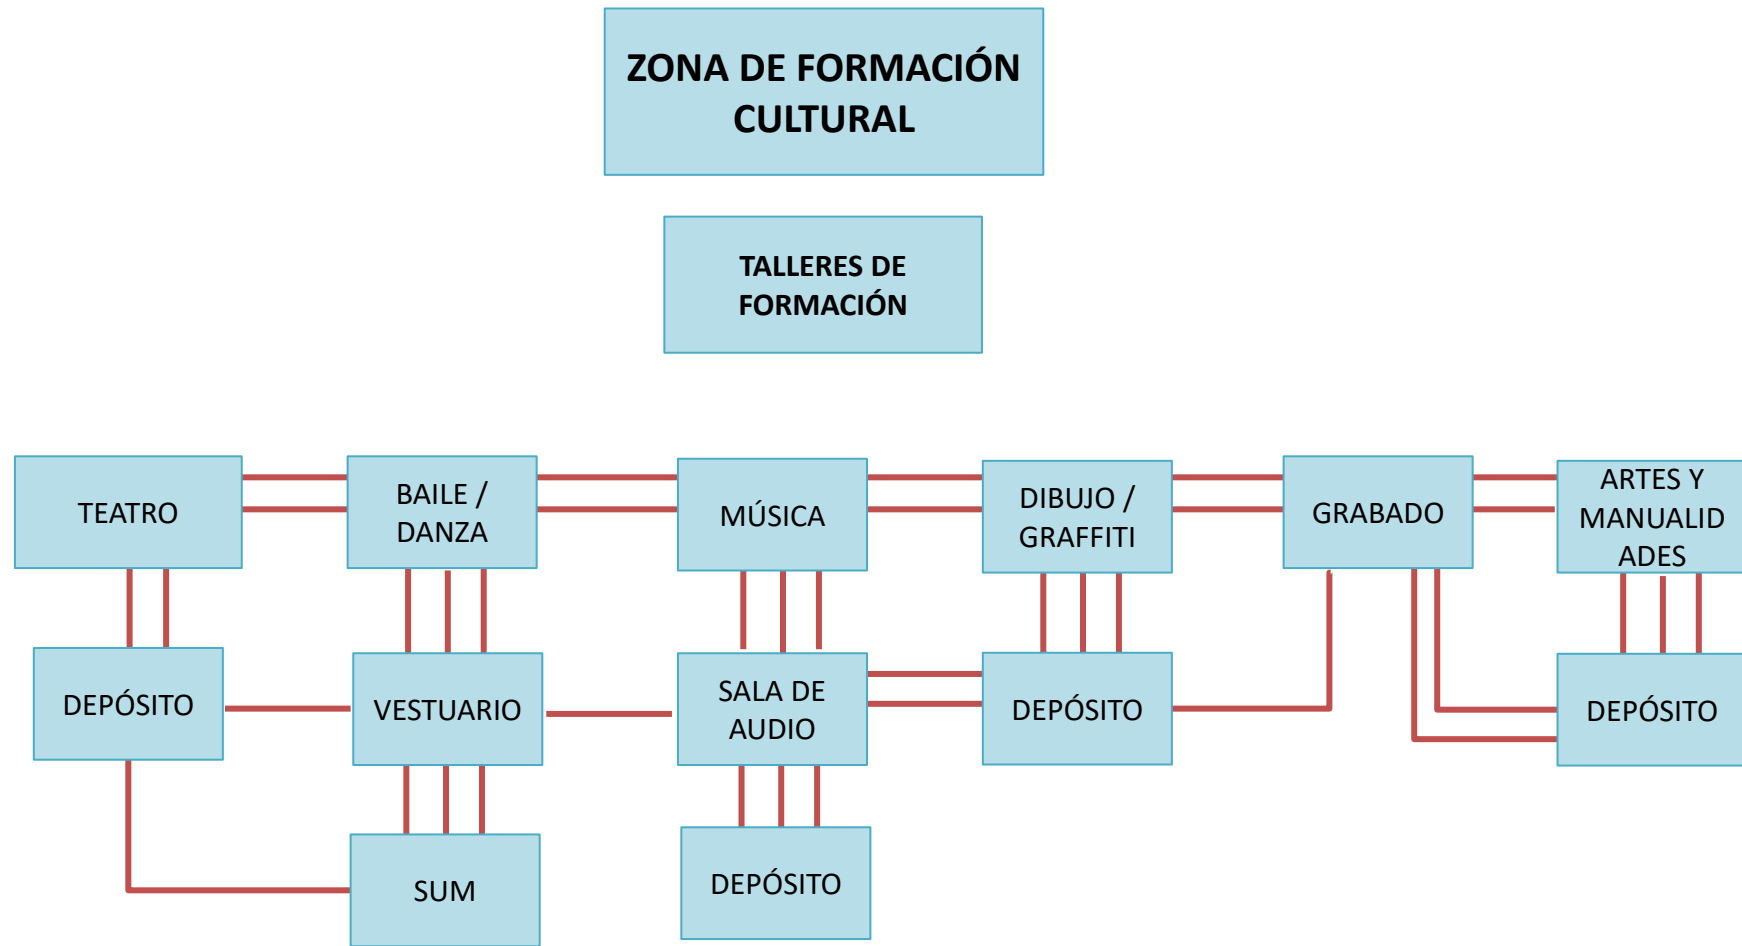 ZONA DE FORMACIÓN
CULTURAL
TALLERES DE
FORMACIÓN
TEATRO
BAILE /
DANZA
MÚSICA
DIBUJO /
GRAFFITI
GRABADO
ARTES Y
MANUALID
ADES
DEPÓSITO
VESTUARIO
SALA DE
AUDIO
DEPÓSITO
DEPÓSITO
SUM
DEPÓSITO